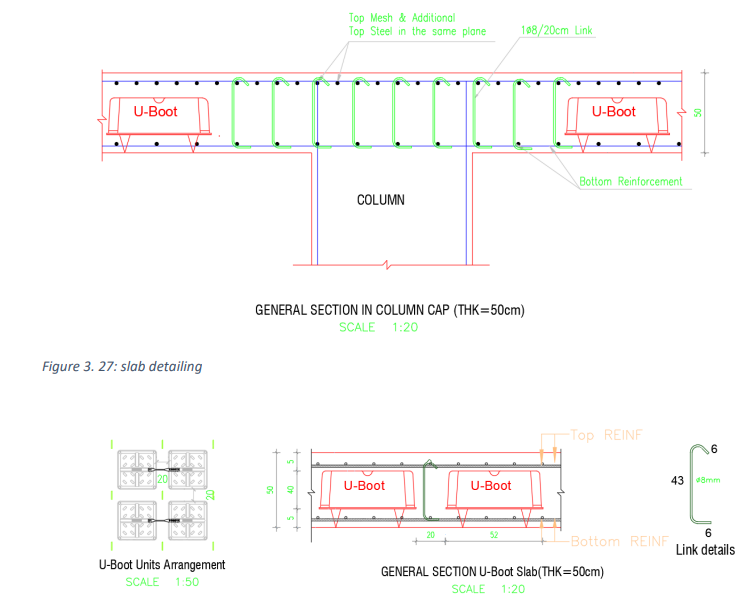 Top Mesh & Additional
Top Steel in the same plane
1ø8/20cm Link
U-Boot
U-Boot
50
Bottom Reinforcement
COLUMN
GENERAL SECTION IN COLUMN CAP (THK=50cm)
SCALE 1:20
Figure 3. 27: slab detailing
Top REINF
5
6
U-Boot
U-Boot
43
ø8mm
20
50
40
20
5
6
Bottom REINF
20
52
Link details
U-Boot Units Arrangement
SCALE 1:50
GENERAL SECTION U-Boot Slab(THK=50cm)
SCALE 1:20